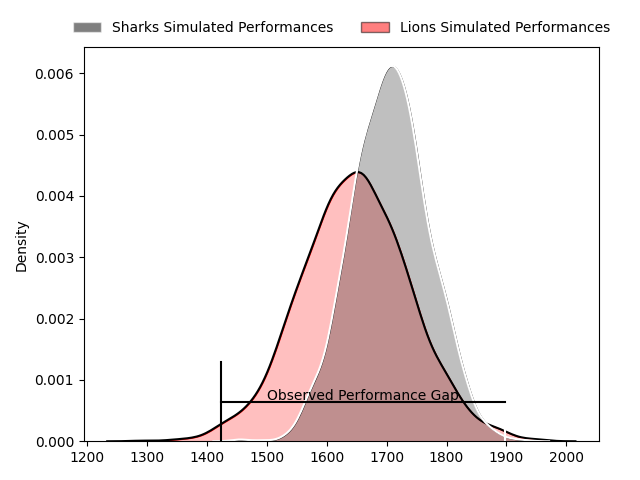 Sharks Simulated Performances
Lions Simulated Performances
0.006
0.005
0.004
0.003
0.002
0.001
0.000
Density
Observed Performance Gap
1200 1300 1400 1500 1600 1700 1800 1900 2000